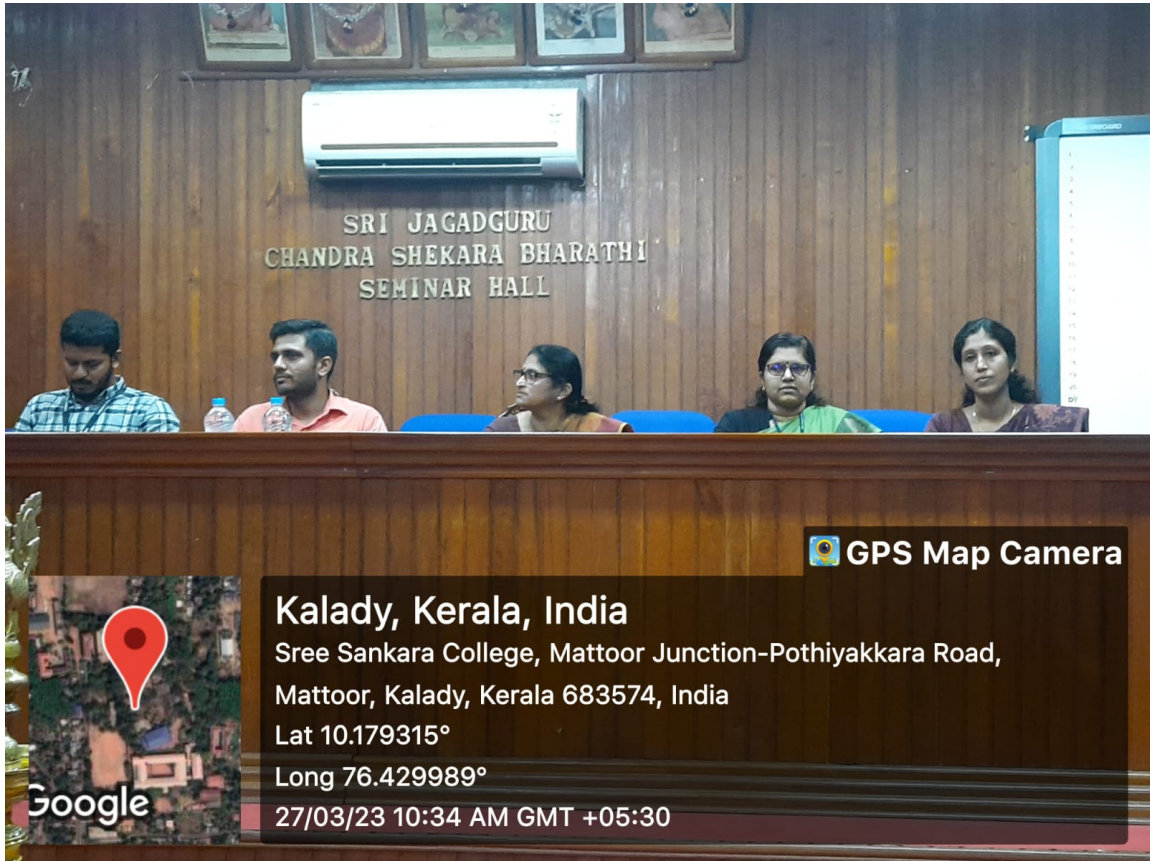 SRI JAGADGURU
CHANDRA SHEKARA BHARATHI
SEMINAR HALL
GPS Map Camera
Kalady, Kerala, India
Sree Sankara College, Mattoor Junction-Pothiyakkara Road,
Mattoor, Kalady, Kerala 683574, India
Lat 10.179315°
Long 76.429989°
27/03/23 10:34 AM GMT +05:30
Google